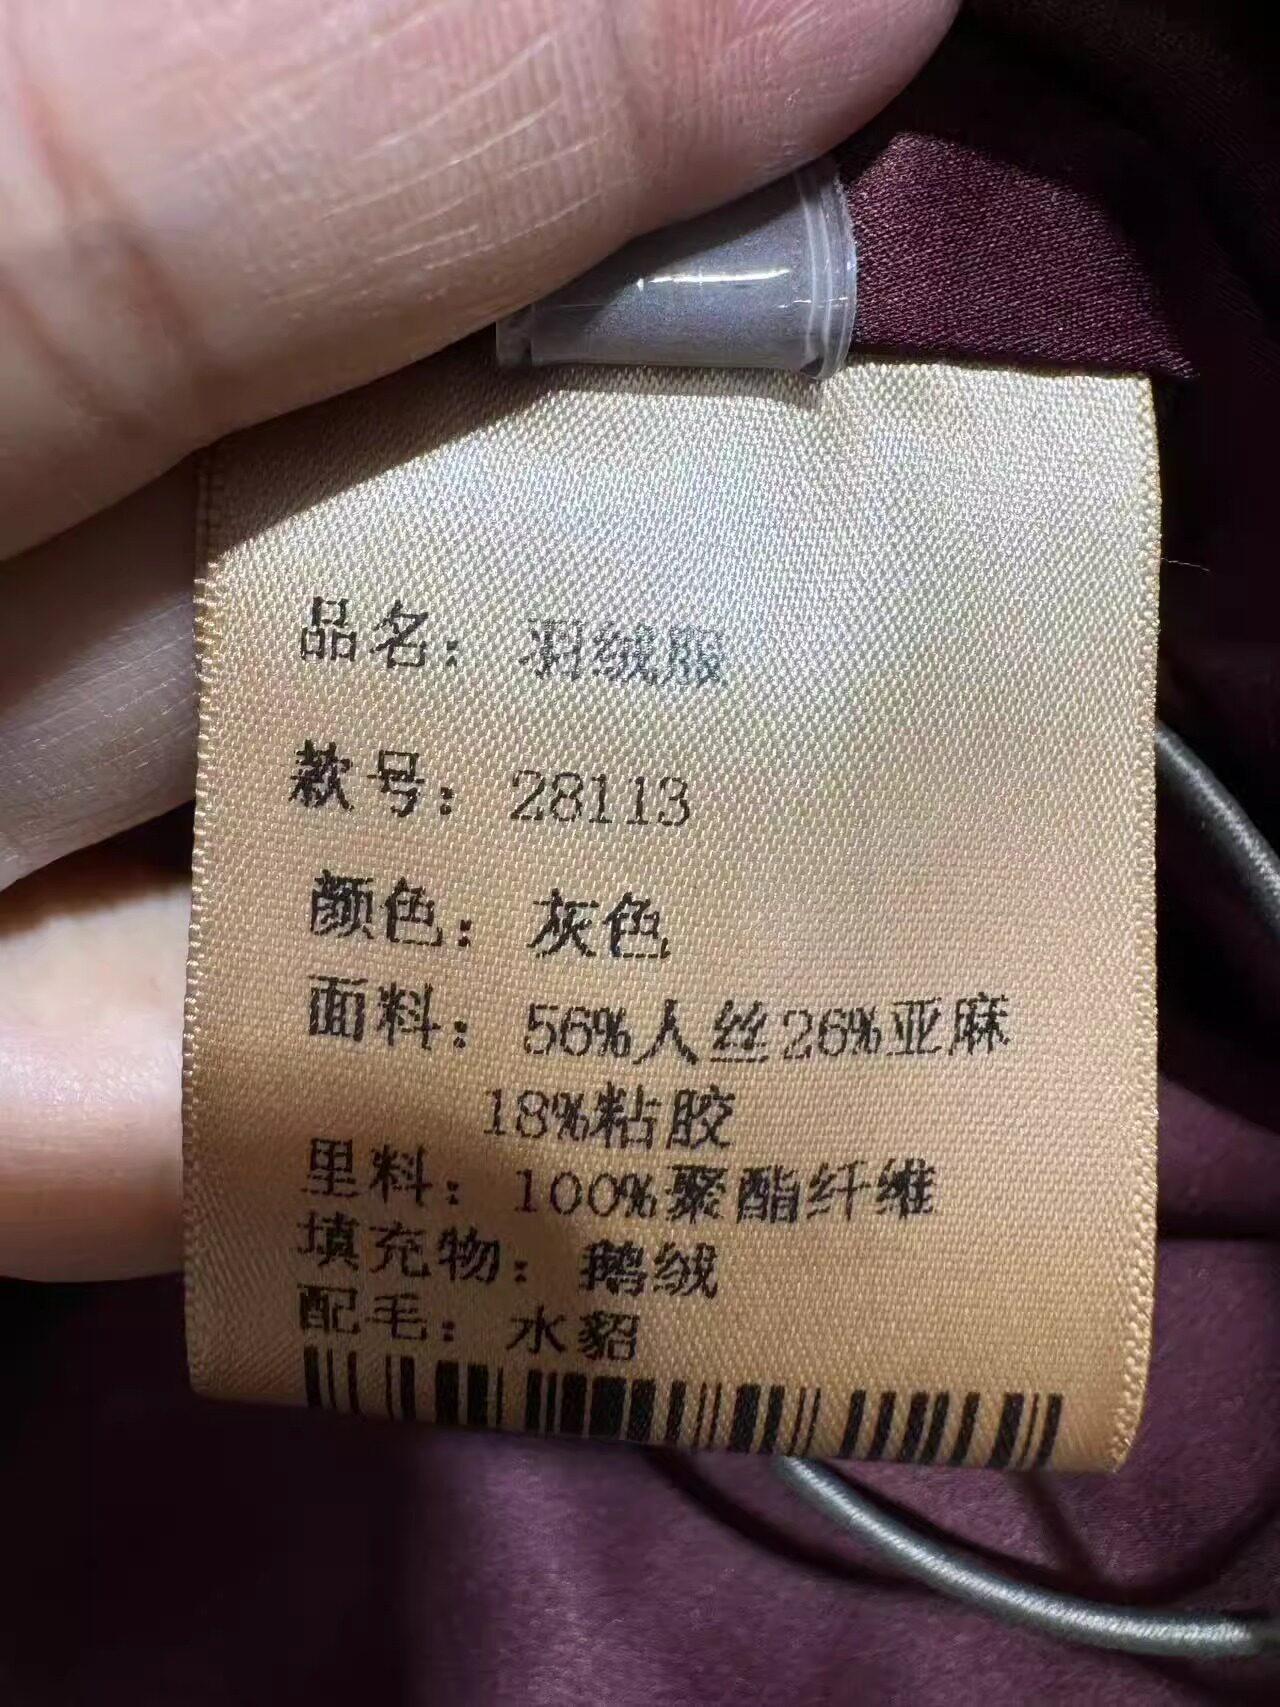 品名：羽绒服
款号：28113
颜色：灰色
面料：56%人丝26%亚麻
18%粘胶
里料：100%聚酯纤维
填充物：鹅绒
配毛：水貂